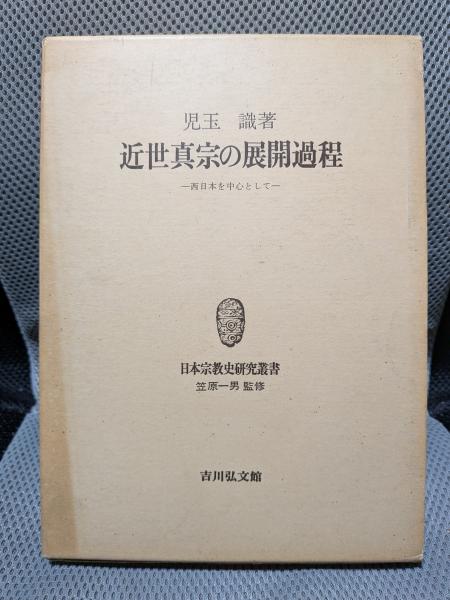 児玉 識著
近世真宗の展開過程
―西日本を中心として―
日本宗教史研究叢書
笠原一男 監修
吉川弘文館